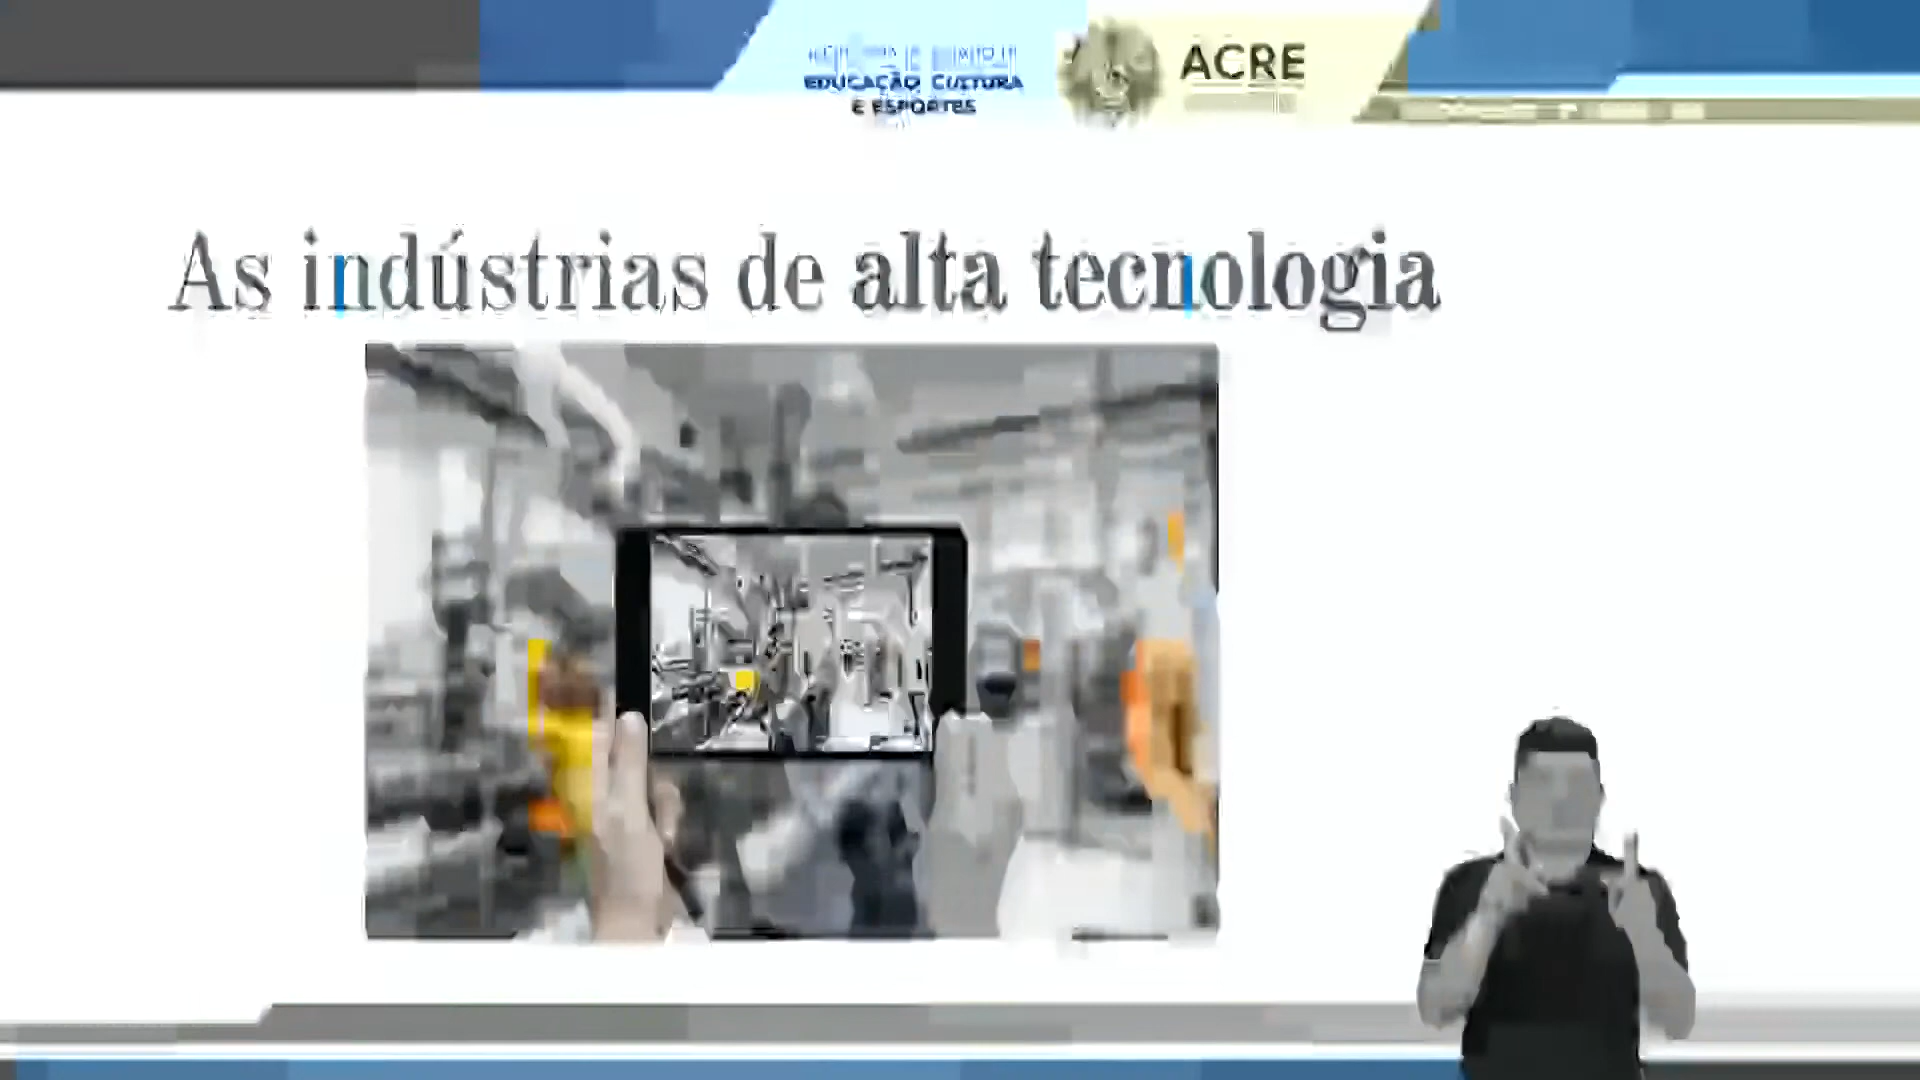 EDUCAÇÃO, CULTURA
E ESPORTES
ACRE
As indústrias de alta tecnologia